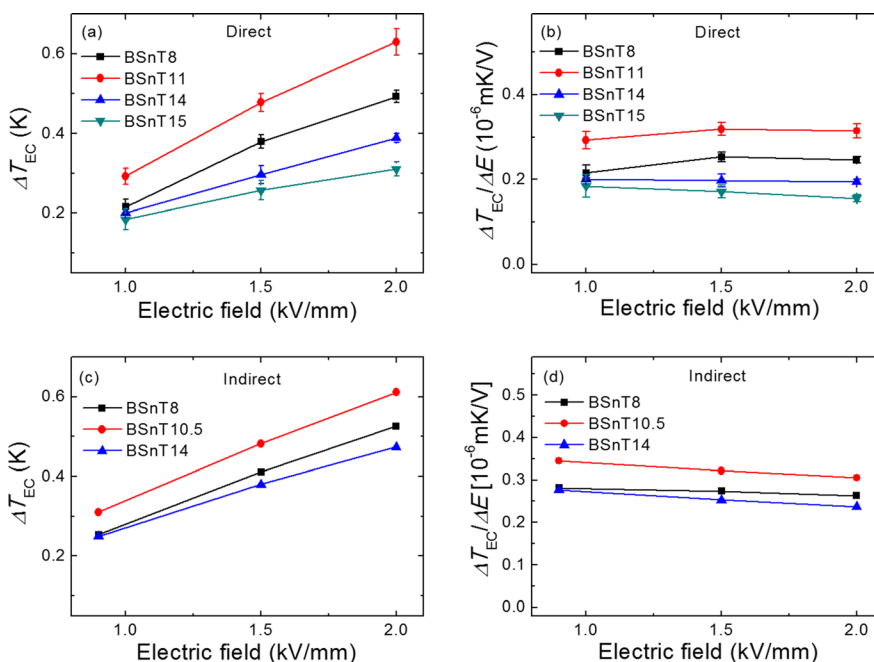 (a)
Direct
BSnT8
BSnT11
BSnT14
BSnT15
0.6
0.4
0.2
ΔT_EC (K)
1.0 1.5 2.0
Electric field (kV/mm)
(b)
Direct
BSnT8
BSnT11
BSnT14
BSnT15
0.4
0.2
0.0
ΔT_EC/ΔE (10⁻⁶mK/V)
1.0 1.5 2.0
Electric field (kV/mm)
(c)
Indirect
BSnT8
BSnT10.5
BSnT14
0.6
0.4
0.2
ΔT_EC (K)
1.0 1.5 2.0
Electric field (kV/mm)
(d)
Indirect
BSnT8
BSnT10.5
BSnT14
0.5
0.4
0.3
0.2
0.1
0.0
ΔT_EC/ΔE [10⁻⁶mK/V]
1.0 1.5 2.0
Electric field (kV/mm)